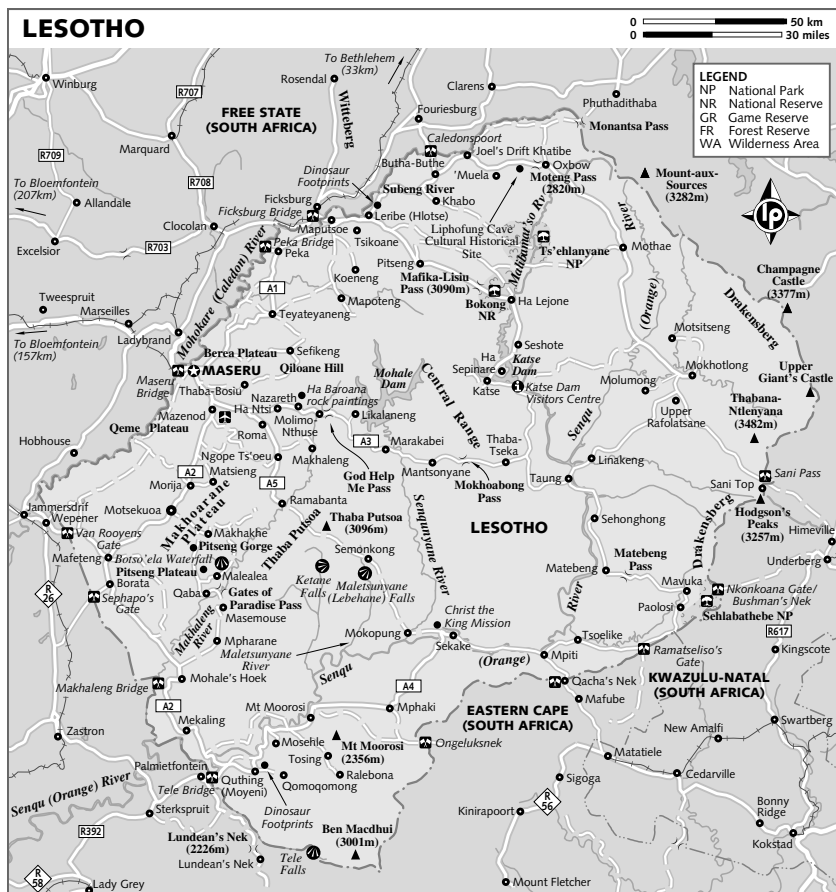 LESOTHO
0 50 km
0 30 miles
LEGEND
NP National Park
NR National Reserve
GR Game Reserve
FR Forest Reserve
WA Wilderness Area
To Bethlehem
(33km)
Winburg
Rosendal
Clarens
R707
Phuthadithaba
Fouriesburg
FREE STATE
(SOUTH AFRICA)
Witteberg
Monantsa Pass
Marquard
Caledonspoort
R709
Joel's Drift
Khatibe
Dinosaur
Footprints
Butha-Buthe
Oxbow
'Muela
Moteng Pass
(2820m)
Mount-aux-
Sources
(3282m)
R708
Subeng River
To Bloemfontein
(207km)
Allandale
Ficksburg
Khabo
Ficksburg Bridge
Leribe (Hlotse)
lp
Clocolan
Maputsoe
Liphofung Cave
Cultural Historical
Site
Malibamat'so Rv
River
Tsikoane
Excelsior
R703
Peka Bridge
Peka
Ts'ehlanyane
NP
Mothae
Pitseng
Koeneng
Mafika-Lisiu
Pass (3090m)
Champagne
Castle
(3377m)
Mohokare (Caledon) River
A1
Bokong
NR
Ha Lejone
(Orange)
Drakensberg
Tweespruit
Mapoteng
Marseilles
Teyateyaneng
Motsitseng
To Bloemfontein
(157km)
Ladybrand
Seshote
Berea Plateau
Sefikeng
Ha
Sepinare
Katse
Dam
Mokhotlong
MASERU
Qiloane Hill
Mohale
Dam
Central Range
Upper
Giant's Castle
Maseru
Bridge
Thaba-Bosiu
Ha Baroana
rock paintings
Katse
Katse Dam
Visitors Centre
Molumong
Nazareth
Mazenod
Ha Ntsi
Molimo-
Nthuse
Likalaneng
Senqu
Upper
Rafolatsane
Thabana-
Ntlenyana
(3482m)
Qeme Plateau
Roma
A3
Hobhouse
Marakabei
Thaba-
Tseka
Ngope Ts'oeu
Makhaleng
Linakeng
A2
Matsieng
God Help
Me Pass
Mantsonyane
Taung
Sani Pass
Morija
A5
Mokhoabong
Pass
Sani Top
Jammersdrif
Ramabanta
Wepener
Motsekuoa
Makhoarane
Plateau
Thaba Putsoa
Thaba Putsoa
(3096m)
Senqunyane River
LESOTHO
Sehonghong
Hodgson's
Peaks
(3257m)
Van Rooyens
Gate
Makhakhe
Himeville
Pitseng Gorge
Drakensberg
Mafeteng
Botso'ela Waterfall
Semonkong
Matebeng
Pass
Underberg
Pitseng Plateau
Malealea
Borata
Ketane
Falls
Maletsunyane
(Lebehane) Falls
Matebeng
Mavuka
Nkonkoana Gate/
Bushman's Nek
R
26
Qaba
Gates of
Paradise Pass
Sephapo's
Gate
Paolosi
Sehlabathebe NP
Masemouse
Christ the
King Mission
River
Makhaleng
River
R617
Mpharane
Mokopung
Tsoelike
Maletsunyane
River
Sekake
(Orange)
Mpiti
Ramatseliso's
Gate
Kingscote
Senqu
Makhaleng Bridge
Mohale's Hoek
A4
Qacha's Nek
KWAZULU-NATAL
(SOUTH AFRICA)
A2
Mt Moorosi
Mphaki
EASTERN CAPE
(SOUTH AFRICA)
Mafube
Zastron
Mekaling
Swartberg
New Amalfi
Mosehle
Mt Moorosi
(2356m)
Ongeluksnek
Palmietfontein
Tosing
Matatiele
Senqu (Orange) River
Tele Bridge
Quthing
(Moyeni)
Ralebona
Cedarville
Qomoqomong
Sigoga
Sterkspruit
Dinosaur
Footprints
R
56
Bonny
Ridge
Kinirapoort
R392
Lundean's Nek
(2226m)
Ben Macdhui
(3001m)
Kokstad
Lundean's Nek
Tele
Falls
R
58
Lady Grey
Mount Fletcher